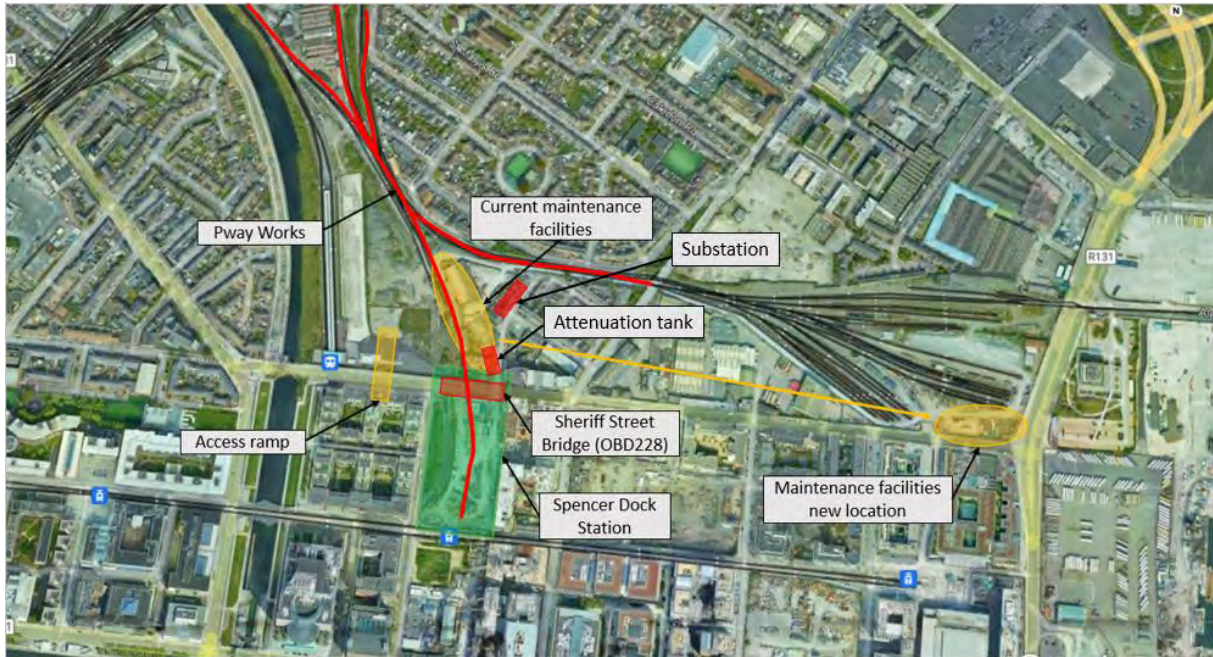 N
Pway Works
Current maintenance
facilities
Substation
R131
Attenuation tank
Access ramp
Sheriff Street
Bridge (OBD228)
Spencer Dock
Station
Maintenance facilities
new location
1